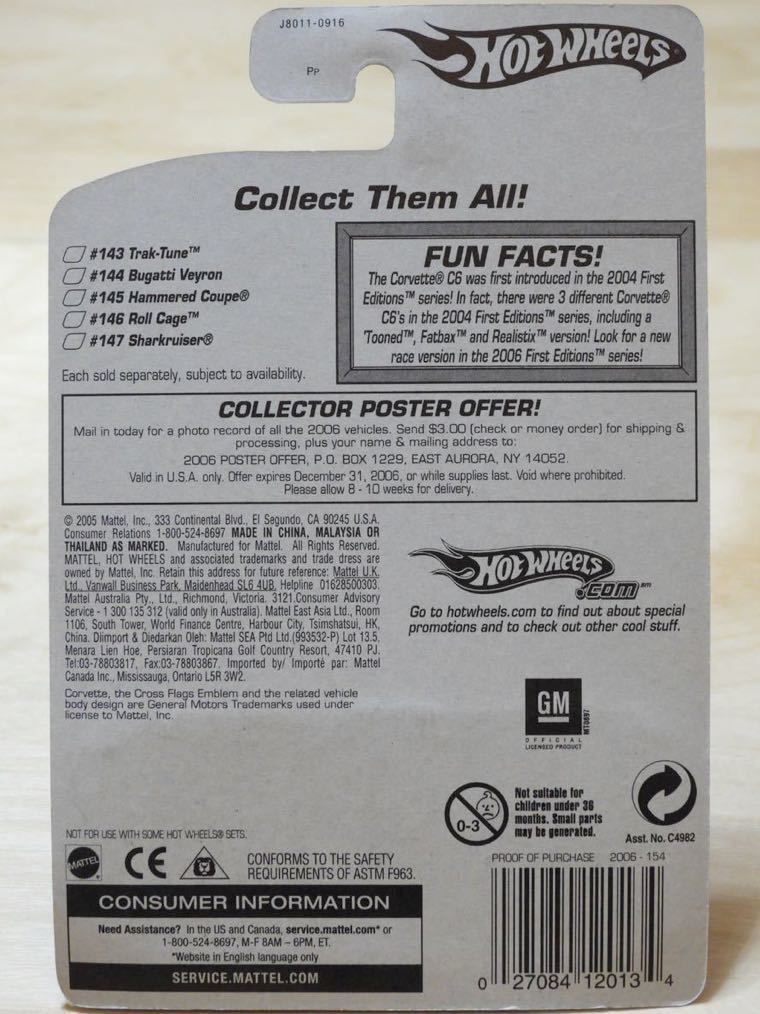 J8011-0916
PP
HOT WHEELS
Collect Them All!
#143 Trak-Tune™
#144 Bugatti Veyron
#145 Hammered Coupe®
#146 Roll Cage™
#147 Sharkruiser®
Each sold separately, subject to availability.
FUN FACTS!
The Corvette® C6 was first introduced in the 2004 First
Editions™ series! In fact, there were 3 different Corvette®
C6's in the 2004 First Editions™ series, including a
'Tooned™, Fatbax™ and Realistix™ version! Look for a new
race version in the 2006 First Editions™ series!
COLLECTOR POSTER OFFER!
Mail in today for a photo record of all the 2006 vehicles. Send $3.00 (check or money order) for shipping &
processing, plus your name & mailing address to:
2006 POSTER OFFER, P.O. BOX 1229, EAST AURORA, NY 14052.
Valid in U.S.A. only. Offer expires December 31, 2006, or while supplies last. Void where prohibited.
Please allow 8 - 10 weeks for delivery.
© 2005 Mattel, Inc., 333 Continental Blvd., El Segundo, CA 90245 U.S.A.
Consumer Relations 1-800-524-8697 MADE IN CHINA, MALAYSIA OR
THAILAND AS MARKED. Manufactured for Mattel. All Rights Reserved.
MATTEL, HOT WHEELS and associated trademarks and trade dress are
owned by Mattel, Inc. Retain this address for future reference: Mattel U.K.
Ltd., Vanwall Business Park, Maidenhead SL6 4UB. Helpline 01628500303.
Mattel Australia Pty., Ltd., Richmond, Victoria. 3121.Consumer Advisory
Service - 1 300 135 312 (valid only in Australia). Mattel East Asia Ltd., Room
1106, South Tower, World Finance Centre, Harbour City, Tsimshatsui, HK,
China. Diimport & Diedarkan Oleh: Mattel SEA Ptd Ltd.(993532-P) Lot 13.5,
Menara Lien Hoe, Persiaran Tropicana Golf Country Resort, 47410 PJ.
Tel:03-78803817, Fax:03-78803867. Imported by/ Importé par: Mattel
Canada Inc., Mississauga, Ontario L5R 3W2.
Corvette, the Cross Flags Emblem and the related vehicle
body design are General Motors Trademarks used under
license to Mattel, Inc.
HOT WHEELS
.com℠
Go to hotwheels.com to find out about special
promotions and to check out other cool stuff.
GM
OFFICIAL
LICENSED PRODUCT
0-3
Not suitable for
children under 36
months. Small parts
may be generated.
Asst. No. C4982
NOT FOR USE WITH SOME HOT WHEELS® SETS.
MATTEL
CE
CONFORMS TO THE SAFETY
REQUIREMENTS OF ASTM F963.
PROOF OF PURCHASE 2006 - 154
CONSUMER INFORMATION
Need Assistance? In the US and Canada, service.mattel.com* or
1-800-524-8697, M-F 8AM – 6PM, ET.
*Website in English language only
SERVICE.MATTEL.COM
0 27084 12013 4